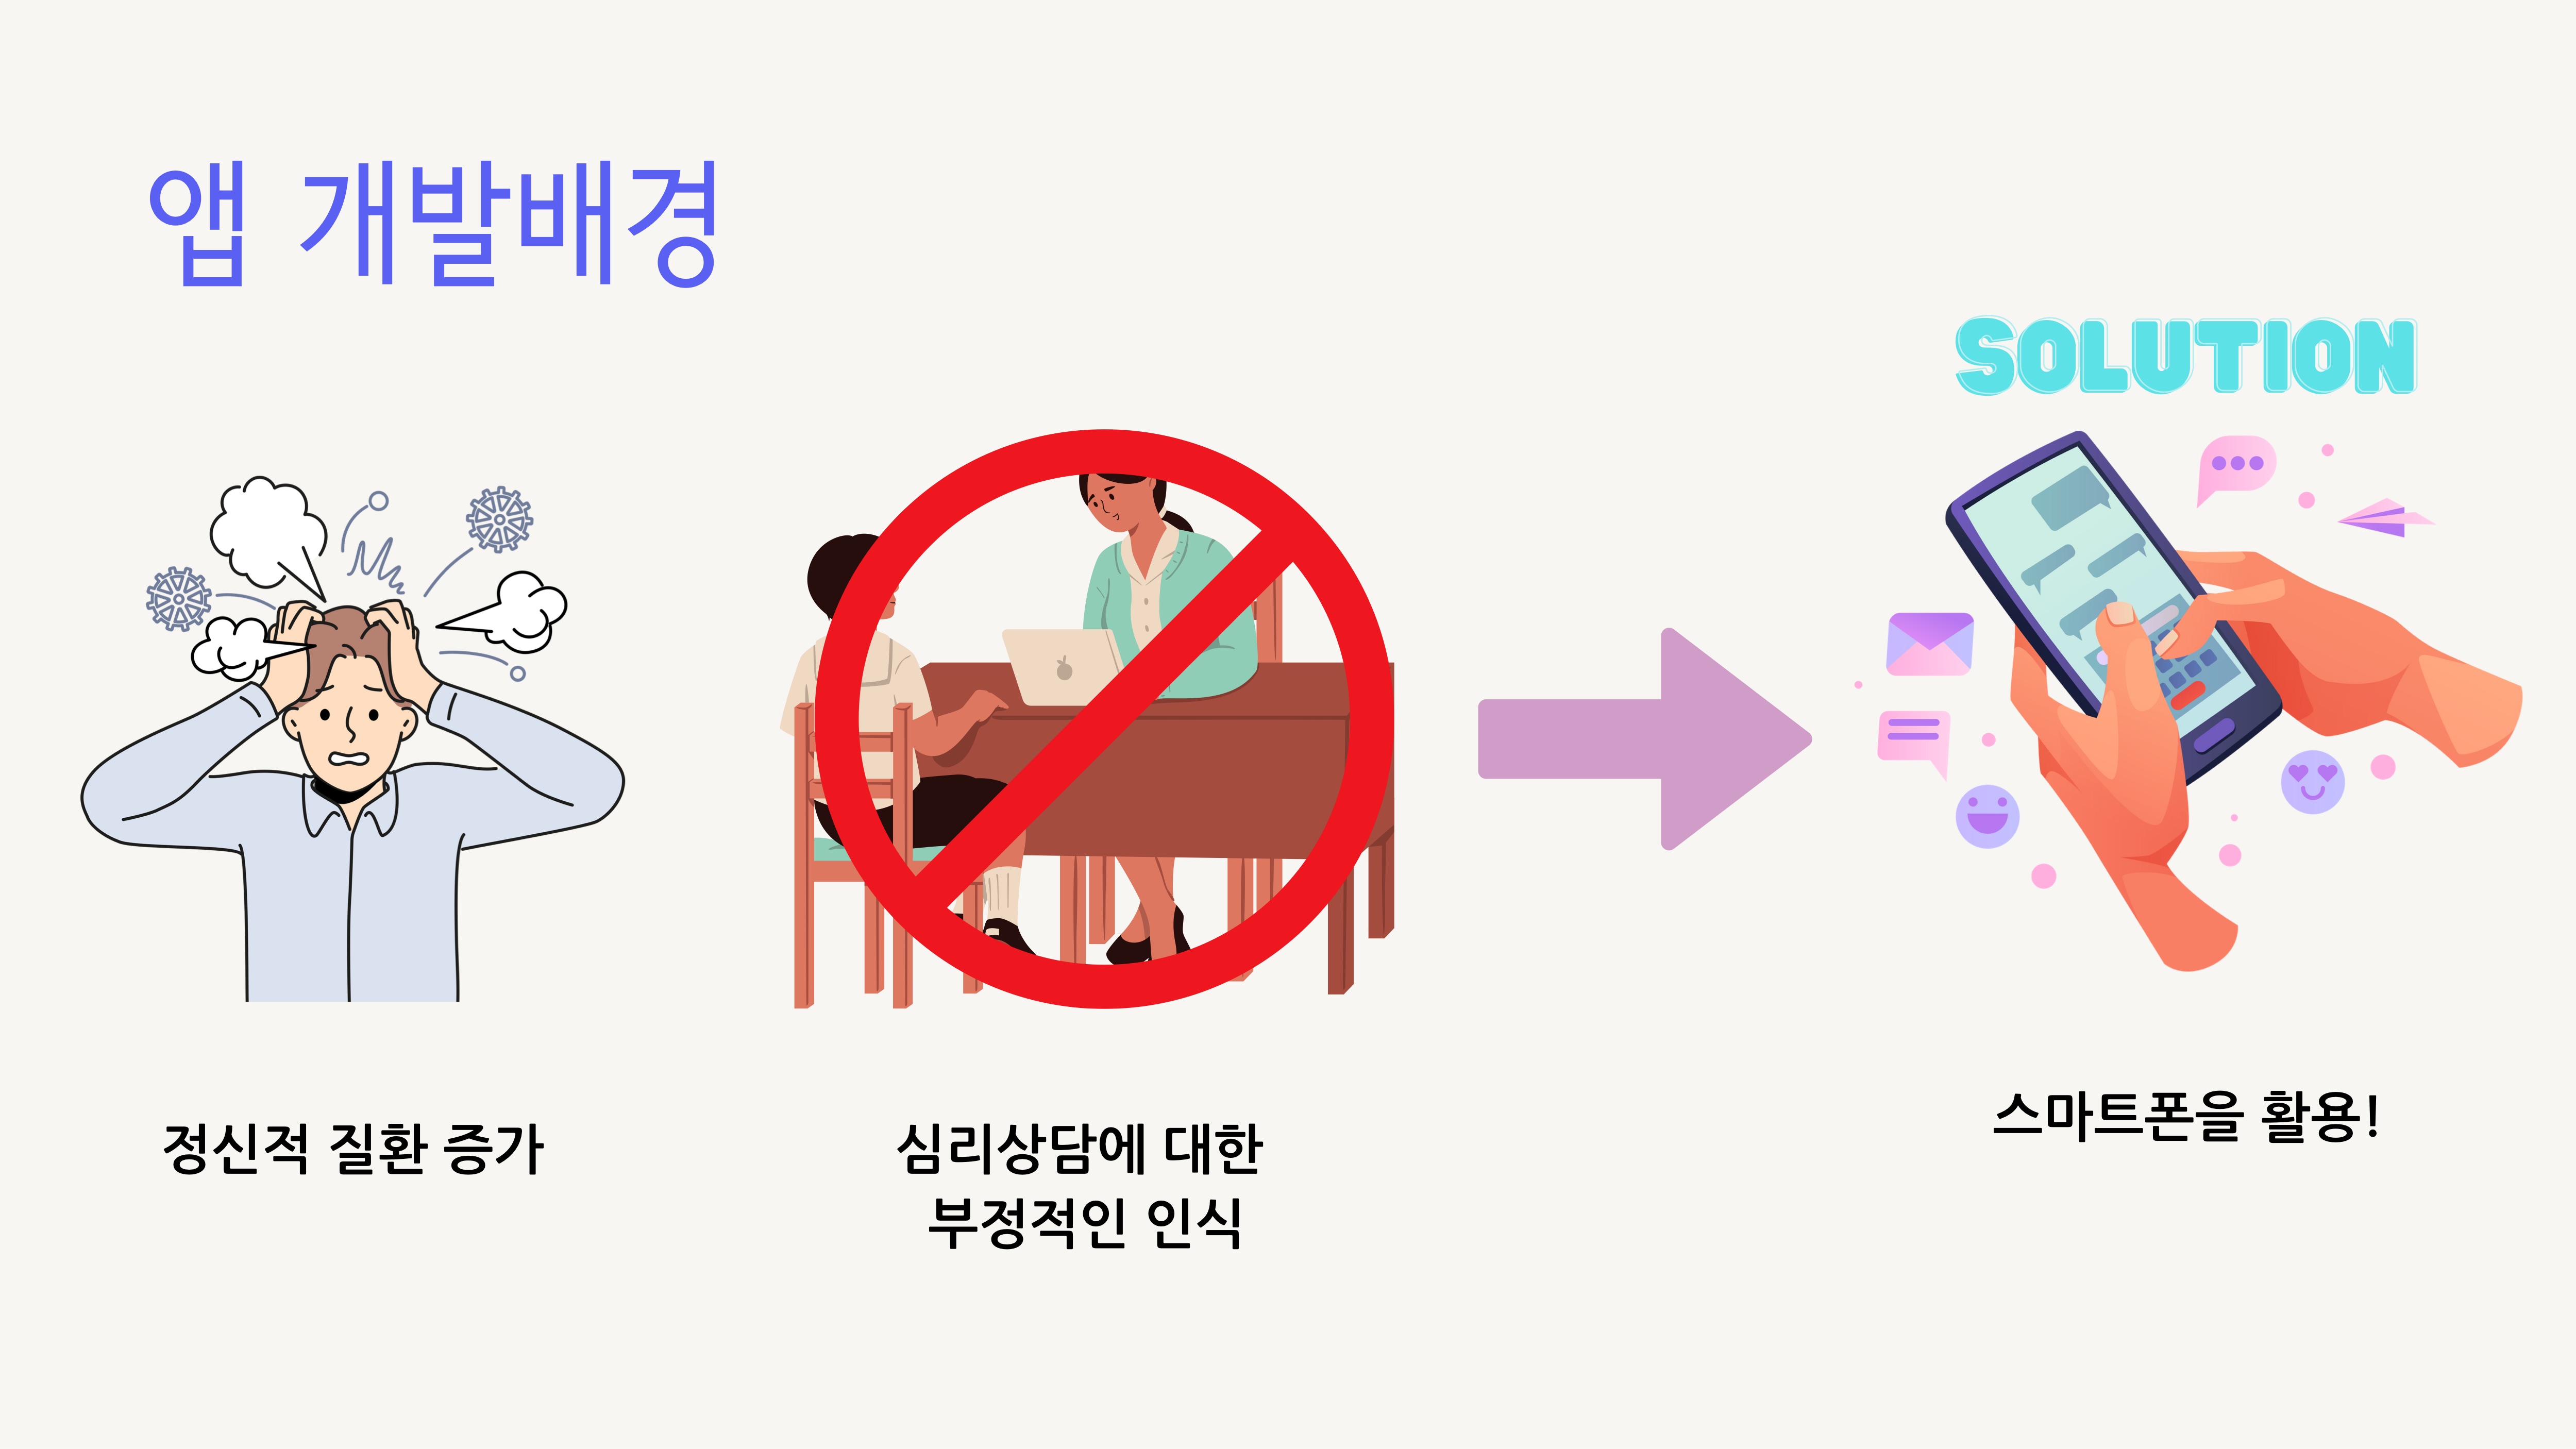 앱 개발배경
SOLUTION
정신적 질환 증가
심리상담에 대한
부정적인 인식
스마트폰을 활용!